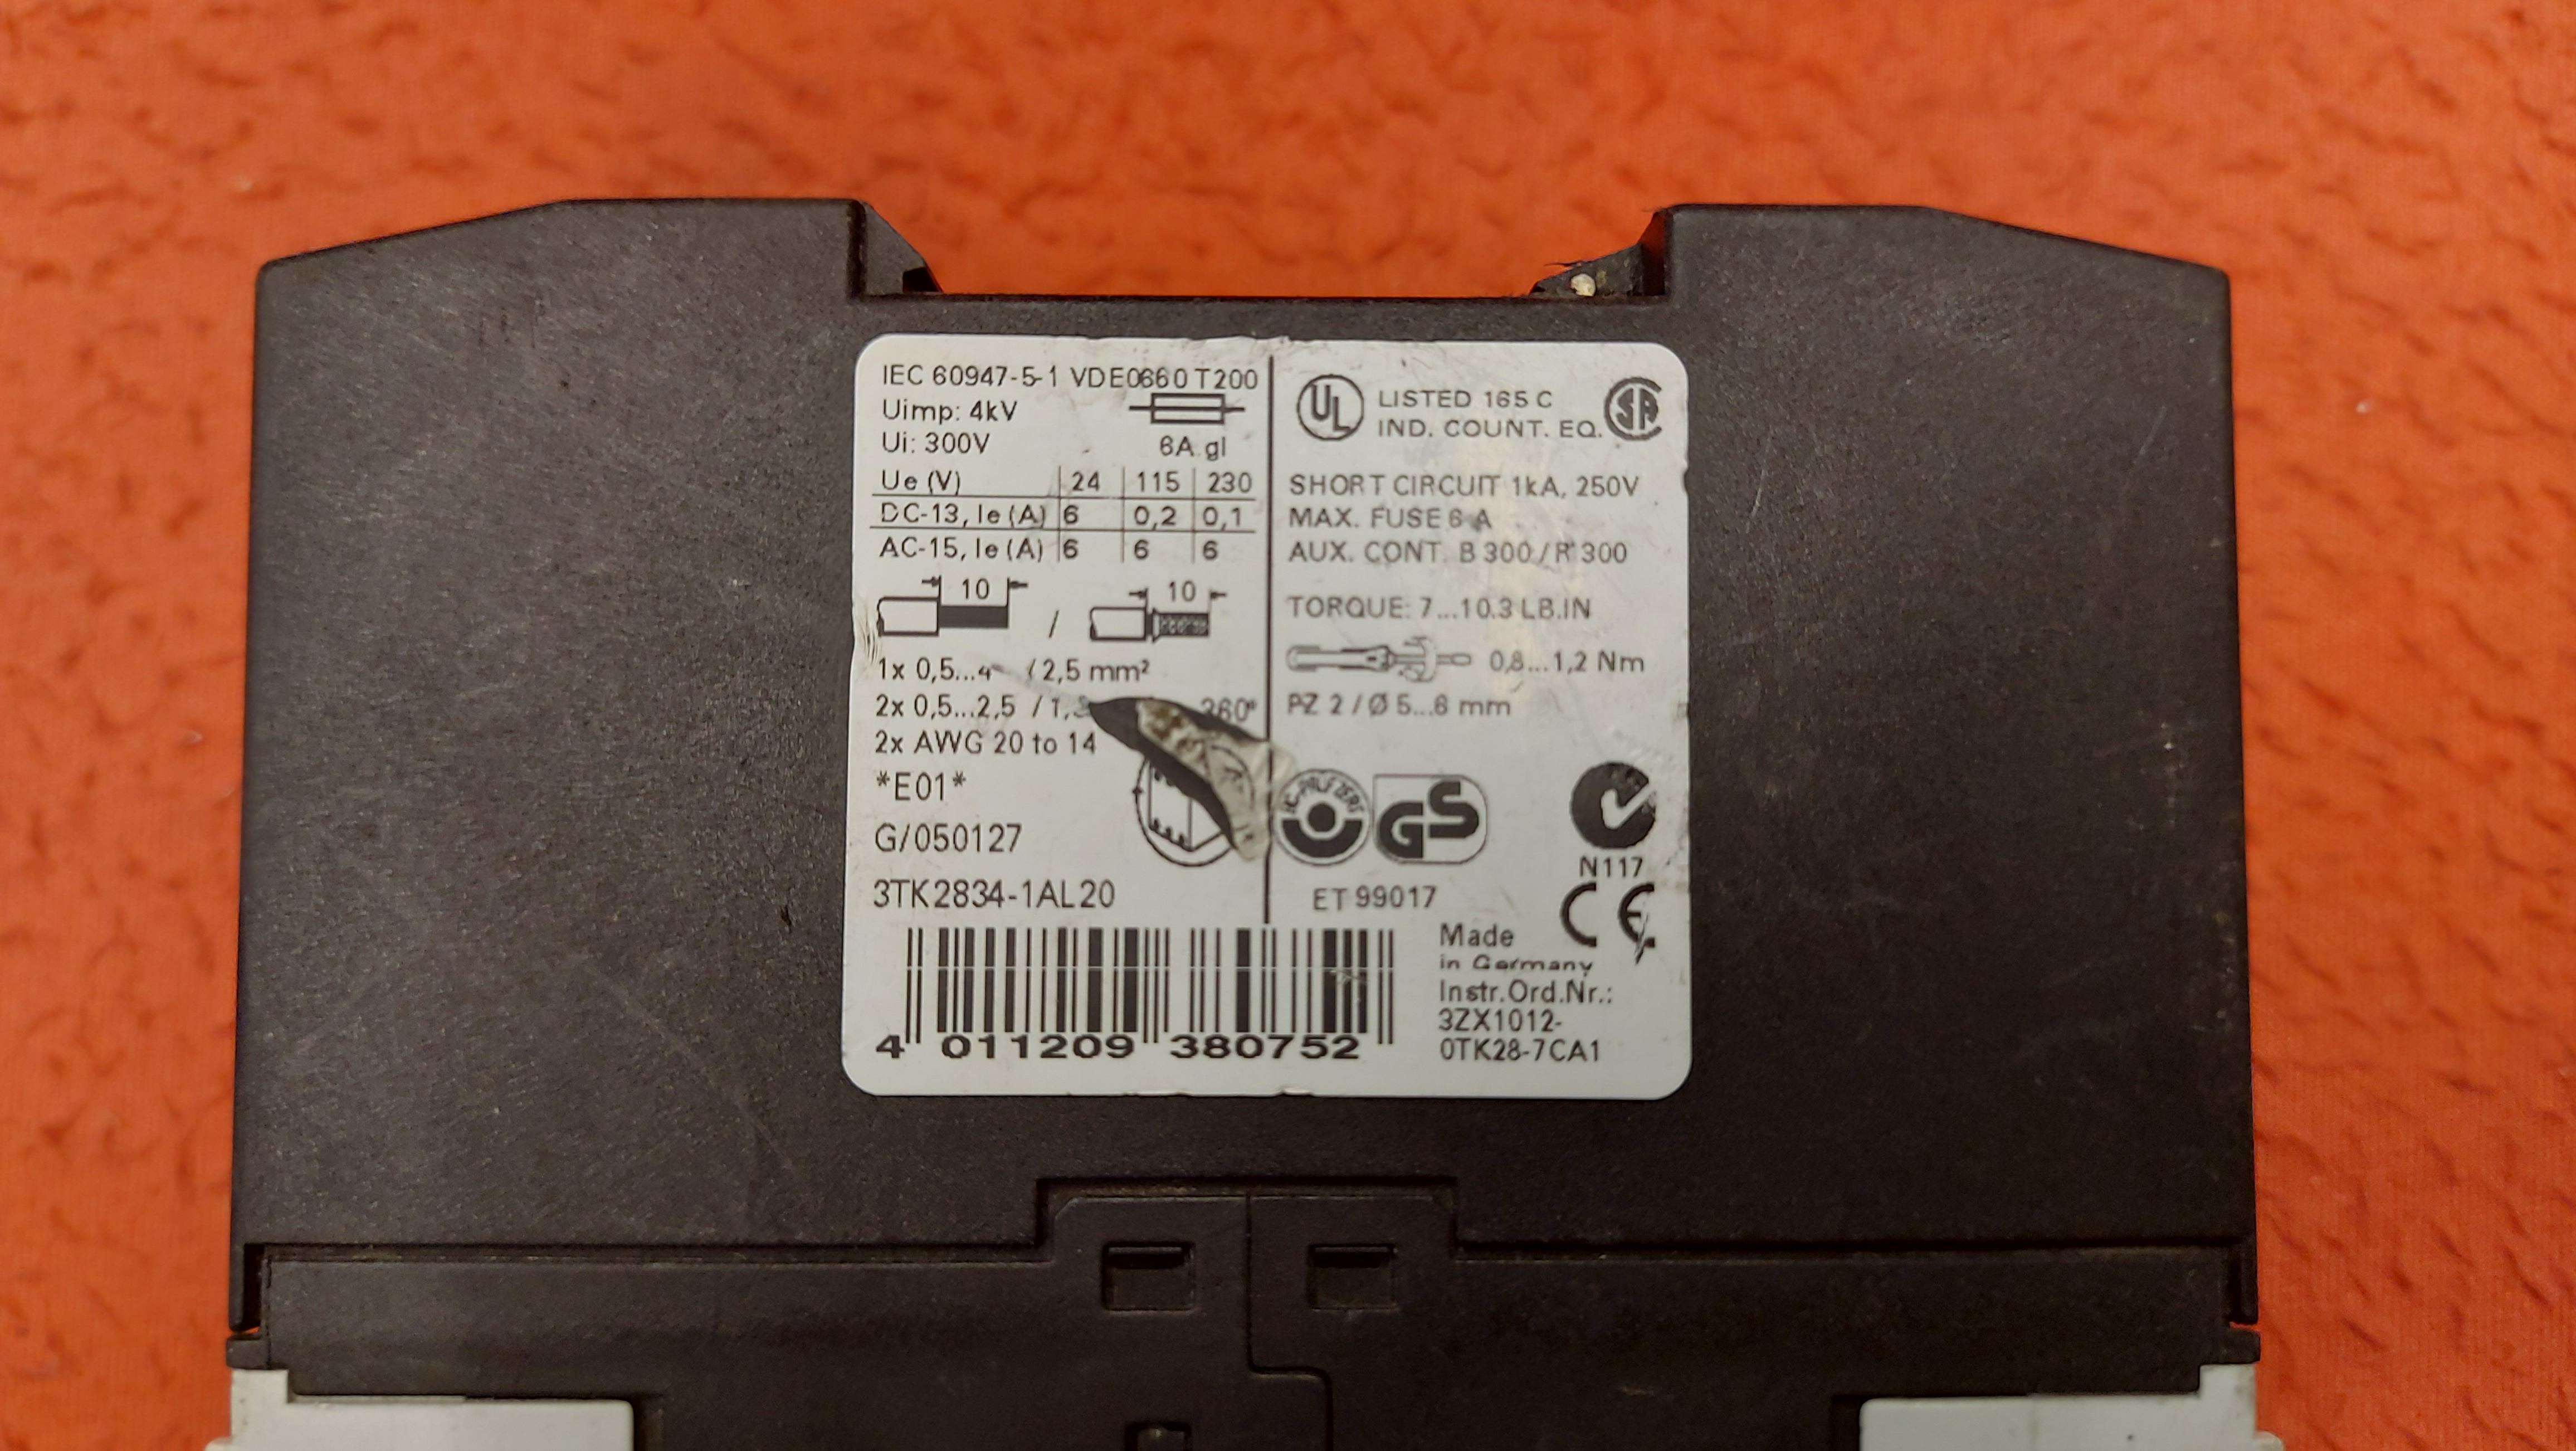 IEC 60947-5-1 VDE0660 T200
Uimp: 4kV
Ui: 300V
6A gl
Ue (V) 24 115 230
DC-13, Ie (A) 6 0,2 0,1
AC-15, Ie (A) 6 6 6
10 / 10
1x 0,5...4 / 2,5 mm²
2x 0,5...2,5 / 360°
2x AWG 20 to 14
*E01*
G/050127
3TK2834-1AL20
4 011209 380752
UL LISTED 165 C
IND. COUNT. EQ. SA
SHORT CIRCUIT 1kA, 250V
MAX. FUSE 6 A
AUX. CONT. B 300 / R 300
TORQUE: 7...10.3 LB.IN
0,8...1,2 Nm
PZ 2 / Ø 5...6 mm
GS
N117
ET 99017
CE
Made
in Germany
Instr.Ord.Nr.:
3ZX1012-
0TK28-7CA1